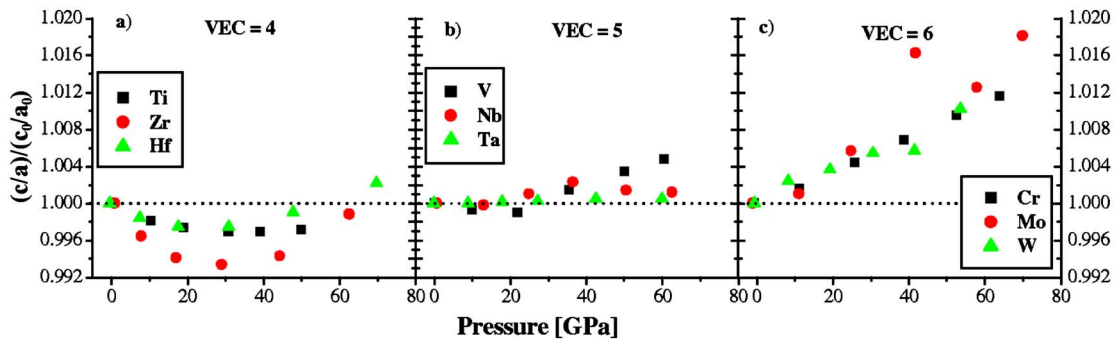 1.020
1.016
1.012
1.008
1.004
1.000
0.996
0.992
(c/a)/(c₀/a₀)
a)
VEC = 4
Ti
Zr
Hf
0 20 40 60 80
b)
VEC = 5
V
Nb
Ta
0 20 40 60 80
c)
VEC = 6
Cr
Mo
W
0 20 40 60 80
1.020
1.016
1.012
1.008
1.004
1.000
0.996
0.992
Pressure [GPa]